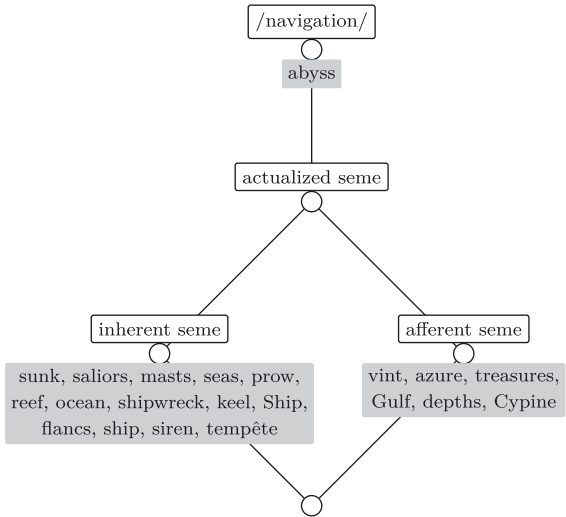 /navigation/
abyss
actualized seme
inherent seme
afferent seme
sunk, saliors, masts, seas, prow,
reef, ocean, shipwreck, keel, Ship,
flancs, ship, siren, tempête
vint, azure, treasures,
Gulf, depths, Cypine